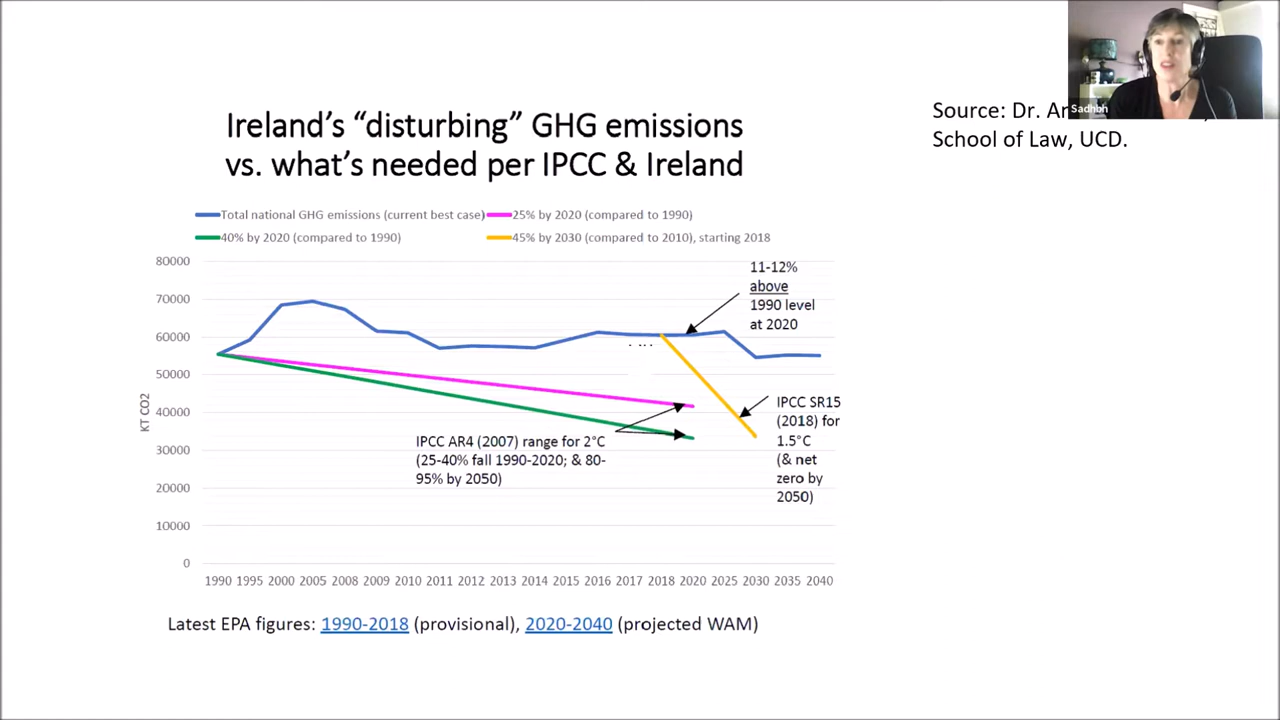 Sadhbh
Source: Dr.
School of Law, UCD.
Ireland's “disturbing” GHG emissions
vs. what's needed per IPCC & Ireland
Total national GHG emissions (current best case)
25% by 2020 (compared to 1990)
40% by 2020 (compared to 1990)
45% by 2030 (compared to 2010), starting 2018
80000
70000
60000
50000
40000
30000
20000
10000
0
KT CO2
11-12%
above
1990 level
at 2020
IPCC AR4 (2007) range for 2°C
(25-40% fall 1990-2020; & 80-
95% by 2050)
IPCC SR15
(2018) for
1.5°C
(& net
zero by
2050)
1990 1995 2000 2005 2008 2009 2010 2011 2012 2013 2014 2015 2016 2017 2018 2020 2025 2030 2035 2040
Latest EPA figures: 1990-2018 (provisional), 2020-2040 (projected WAM)